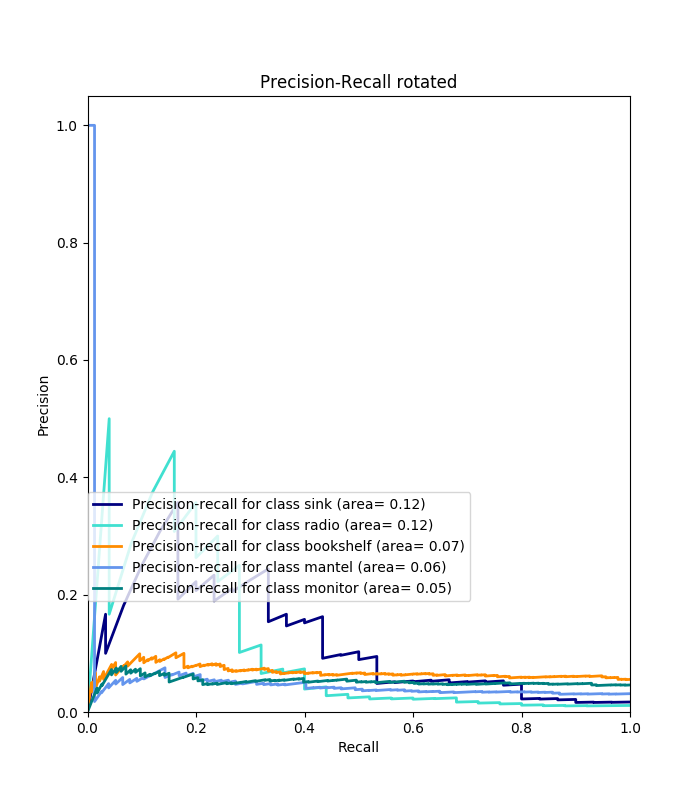 Precision-Recall rotated
1.0
0.8
0.6
0.4
0.2
0.0
Precision
Precision-recall for class sink (area= 0.12)
Precision-recall for class radio (area= 0.12)
Precision-recall for class bookshelf (area= 0.07)
Precision-recall for class mantel (area= 0.06)
Precision-recall for class monitor (area= 0.05)
0.0 0.2 0.4 0.6 0.8 1.0
Recall